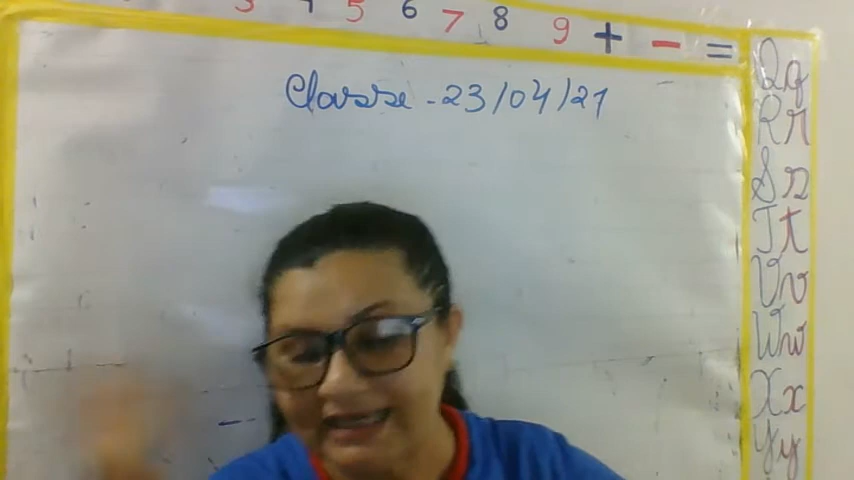 3 4 5 6 7 8 9 + - =
Classe - 23/04/21
Qq
Rr
Ss
Tt
Vv
Ww
Xx
Yy